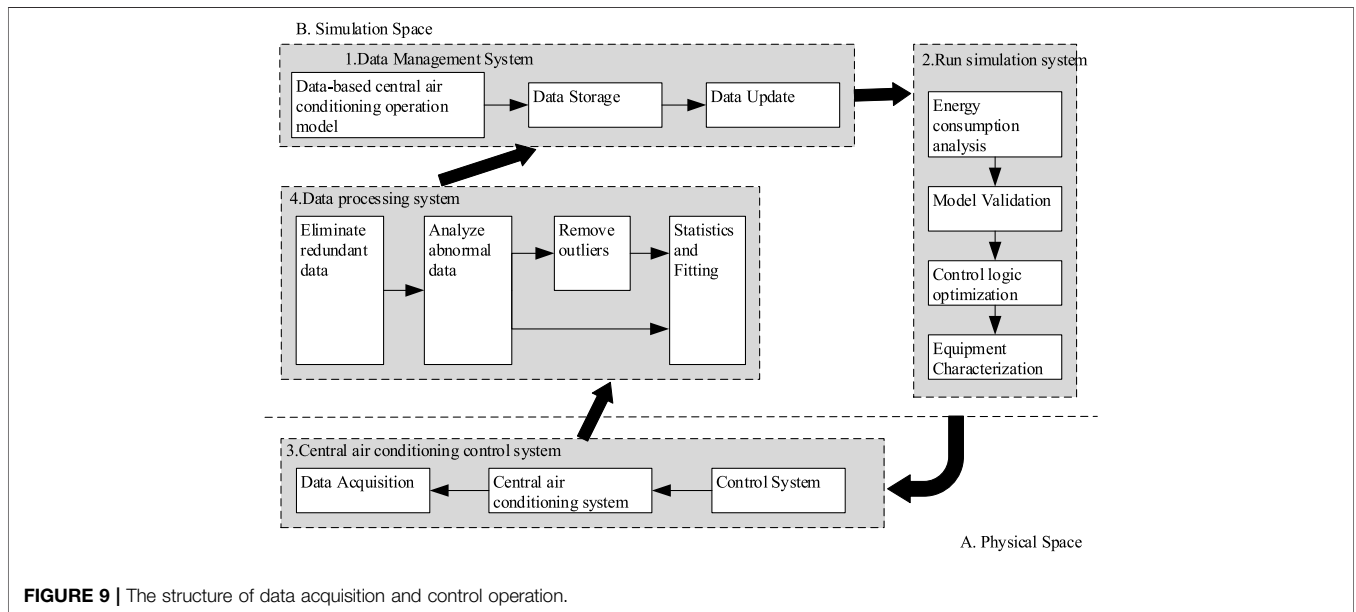 B. Simulation Space
1.Data Management System
Data-based central air
conditioning operation
model
Data Storage
Data Update
2.Run simulation system
Energy
consumption
analysis
Model Validation
Control logic
optimization
Equipment
Characterization
4.Data processing system
Eliminate
redundant
data
Analyze
abnormal
data
Remove
outliers
Statistics
and
Fitting
3.Central air conditioning control system
Data Acquisition
Central air
conditioning system
Control System
A. Physical Space
FIGURE 9 | The structure of data acquisition and control operation.